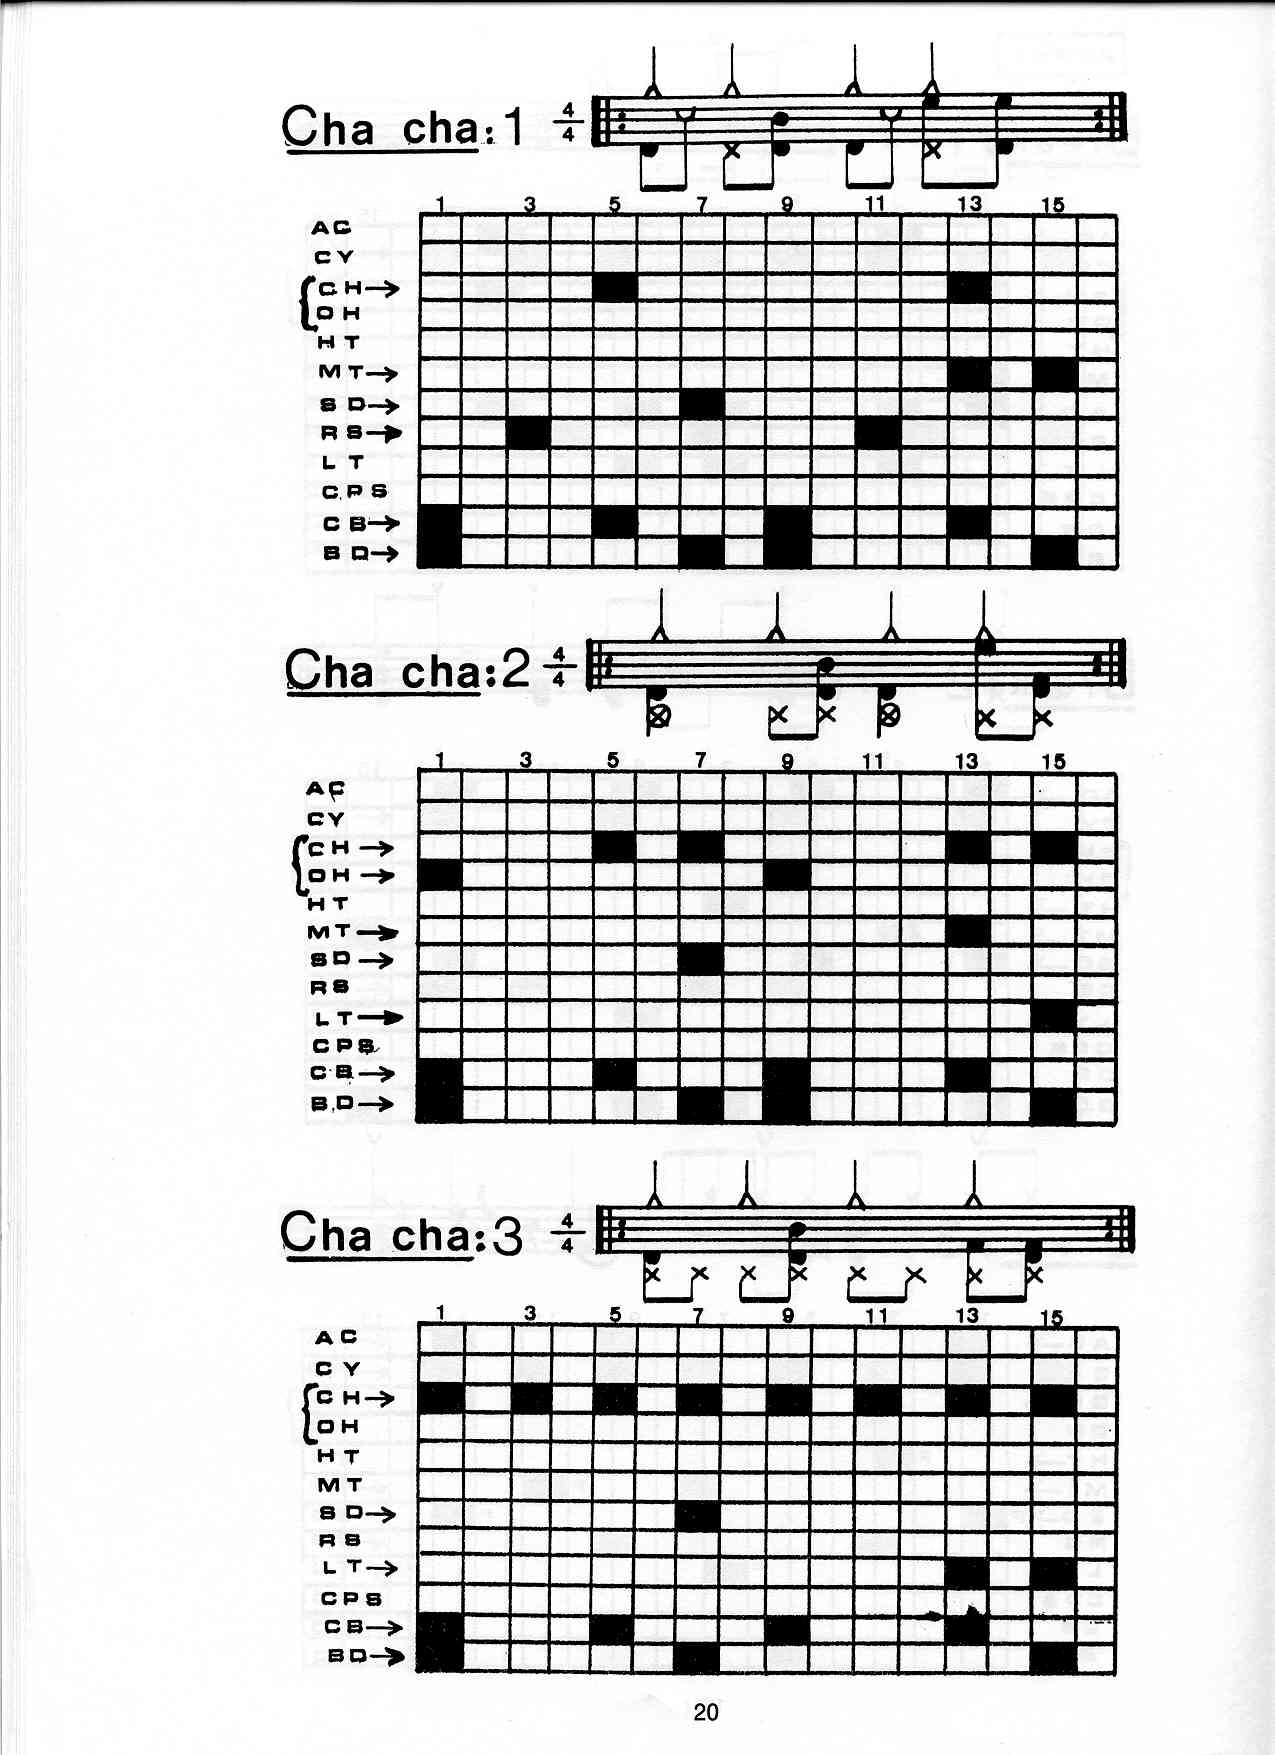 Cha cha:1 4/4
1 3 5 7 9 11 13 15
AC
CY
CH→
OH
HT
MT→
SD→
RS→
LT
CPS
CB→
BD→
Cha cha:2 4/4
1 3 5 7 9 11 13 15
AC
CY
CH→
OH→
HT
MT→
SD→
RS
LT→
CPS
CB→
BD→
Cha cha:3 4/4
1 3 5 7 9 11 13 15
AC
CY
CH→
OH
HT
MT
SD→
RS
LT→
CPS
CB→
BD→
20